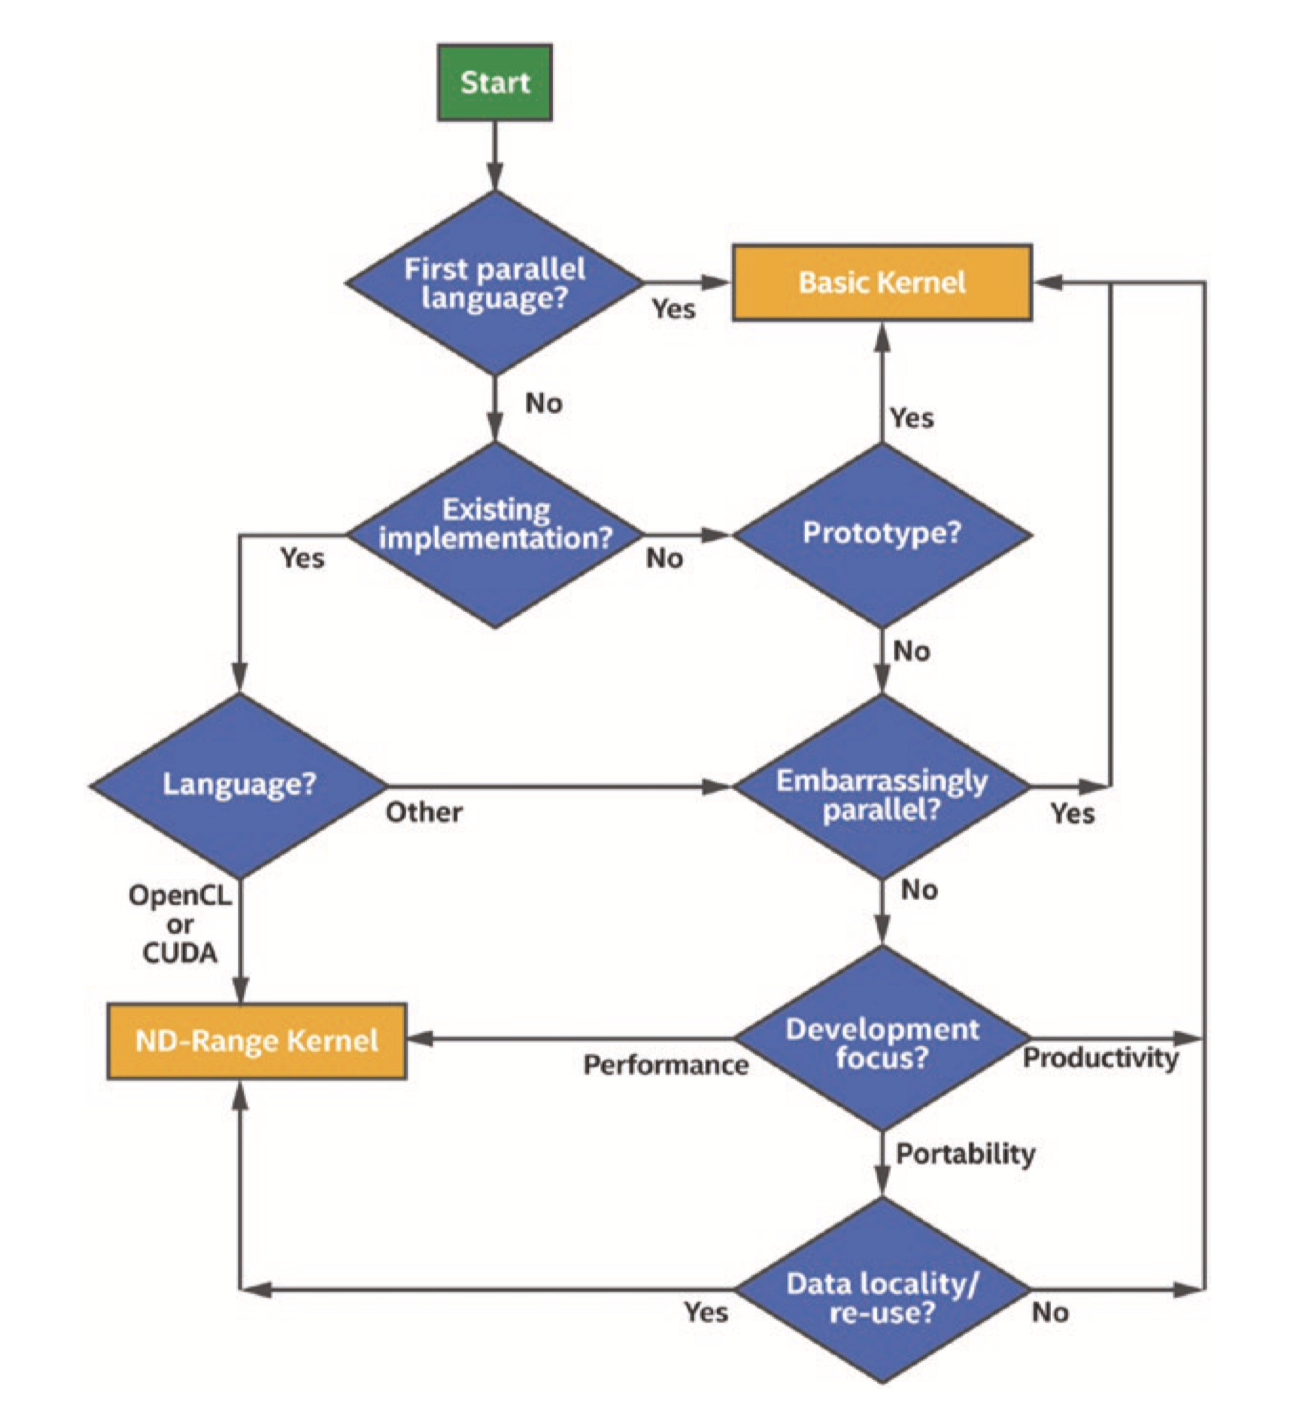 Start
First parallel
language?
Yes
Basic Kernel
No
Yes
Existing
implementation?
Prototype?
Yes
No
No
Language?
Other
Embarrassingly
parallel?
Yes
OpenCL
or
CUDA
No
ND-Range Kernel
Development
focus?
Performance
Productivity
Portability
Data locality/
re-use?
Yes
No